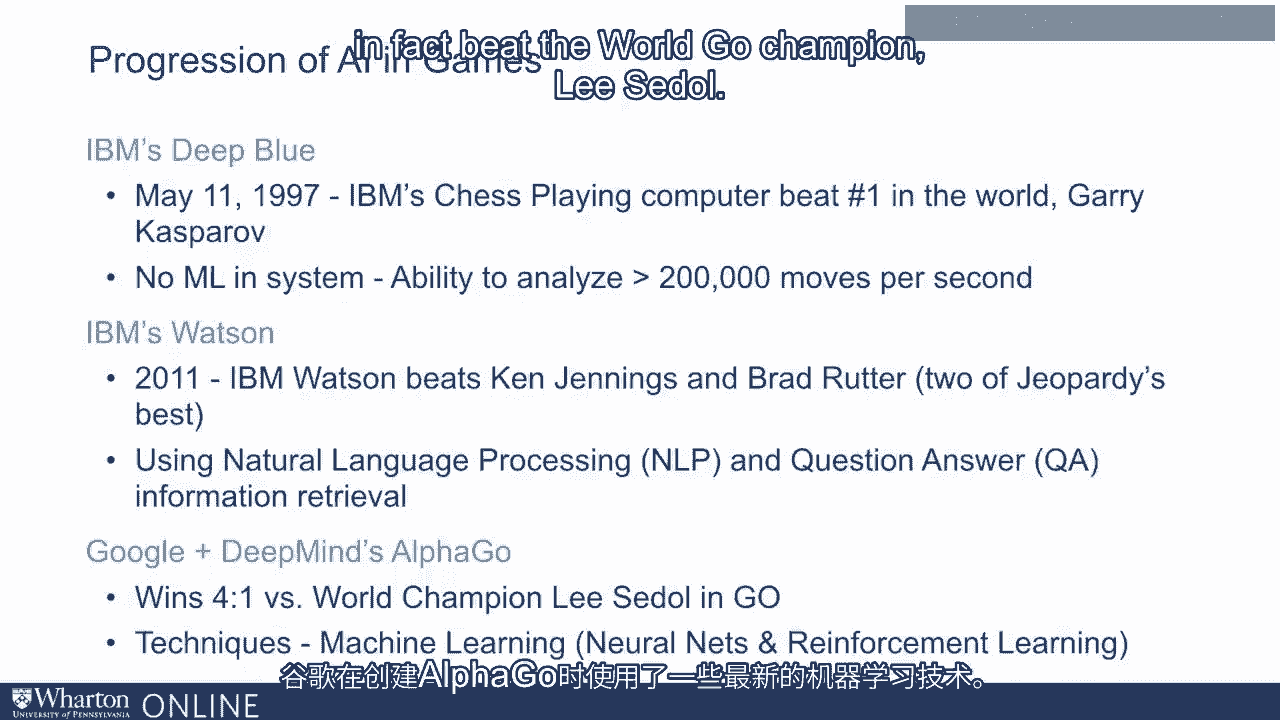 in fact beat the World Go champion,
Lee Sedol.
Progression of AI in Games
IBM's Deep Blue
• May 11, 1997 - IBM's Chess Playing computer beat #1 in the world, Garry
Kasparov
• No ML in system - Ability to analyze > 200,000 moves per second
IBM's Watson
• 2011 - IBM Watson beats Ken Jennings and Brad Rutter (two of Jeopardy's
best)
• Using Natural Language Processing (NLP) and Question Answer (QA)
information retrieval
Google + DeepMind's AlphaGo
• Wins 4:1 vs. World Champion Lee Sedol in GO
• Techniques - Machine Learning (Neural Nets & Reinforcement Learning)
谷歌在创建AlphaGo时使用了一些最新的机器学习技术。
Wharton ONLINE
UNIVERSITY of PENNSYLVANIA